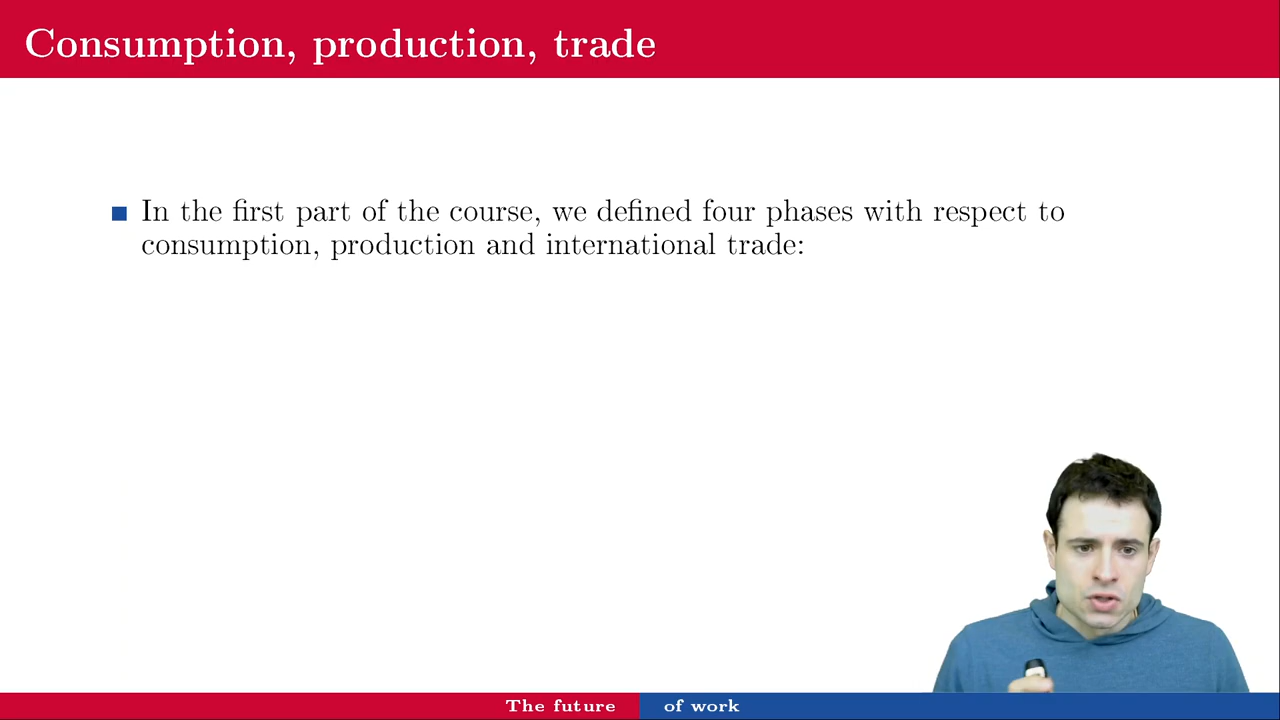 Consumption, production, trade
In the first part of the course, we defined four phases with respect to
consumption, production and international trade:
The future of work